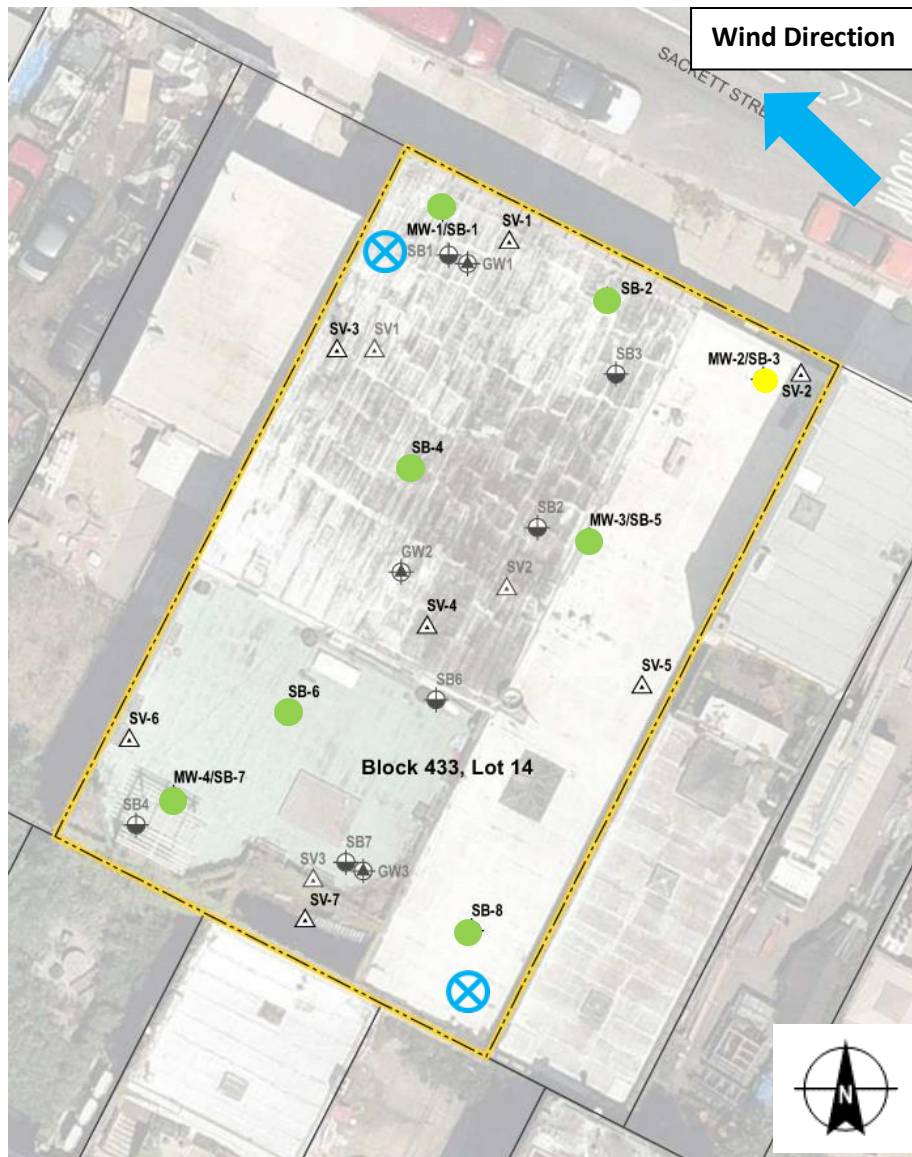 Wind Direction
SACKETT STRE
MW-1/SB-1
SV-1
SB1
GW1
SB-2
SV-3
SV1
SB3
MW-2/SB-3
SV-2
SB-4
SB2
MW-3/SB-5
GW2
SV2
SV-4
SV-5
SB6
SB-6
SV-6
Block 433, Lot 14
MW-4/SB-7
SB4
SB7
SV3
GW3
SV-7
SB-8
N